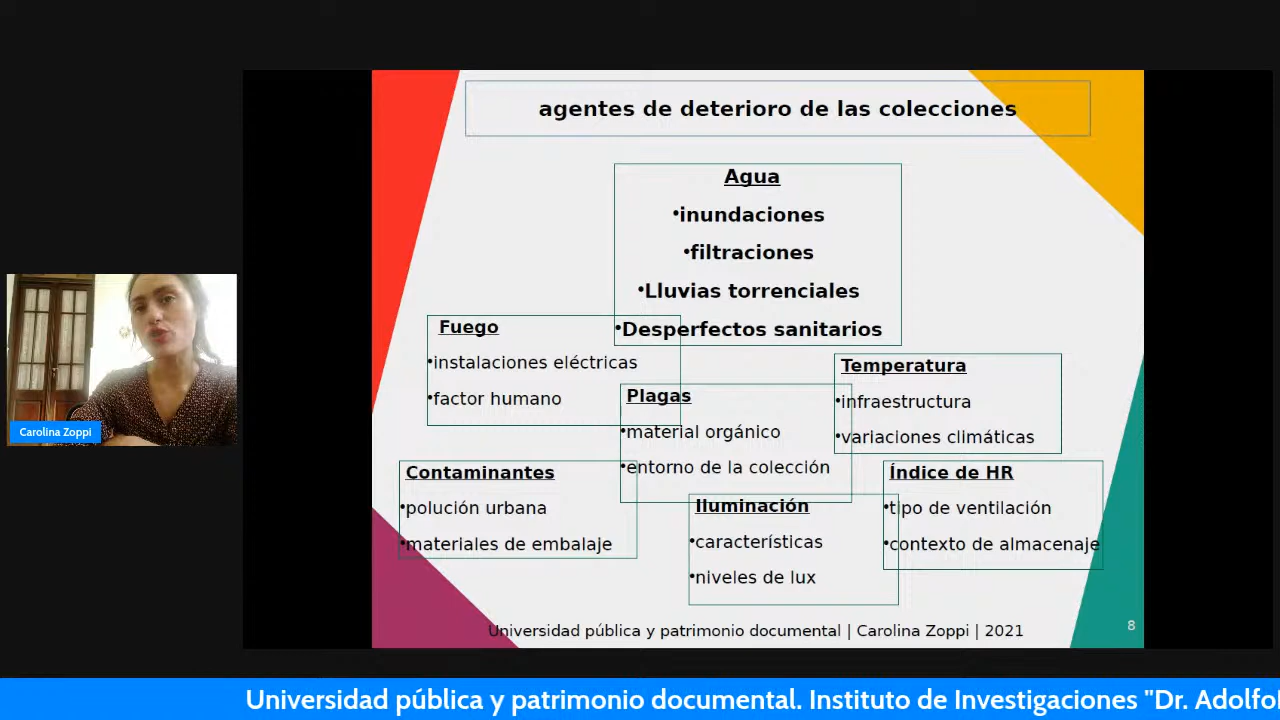 agentes de deterioro de las colecciones
Agua
•inundaciones
•filtraciones
•Lluvias torrenciales
•Desperfectos sanitarios
Fuego
•instalaciones eléctricas
•factor humano
Plagas
•material orgánico
•entorno de la colección
Temperatura
•infraestructura
•variaciones climáticas
Contaminantes
•polución urbana
•materiales de embalaje
Iluminación
•características
•niveles de lux
Índice de HR
•tipo de ventilación
•contexto de almacenaje
Universidad pública y patrimonio documental | Carolina Zoppi | 2021
8
Carolina Zoppi
Universidad pública y patrimonio documental. Instituto de Investigaciones "Dr. Adolfo